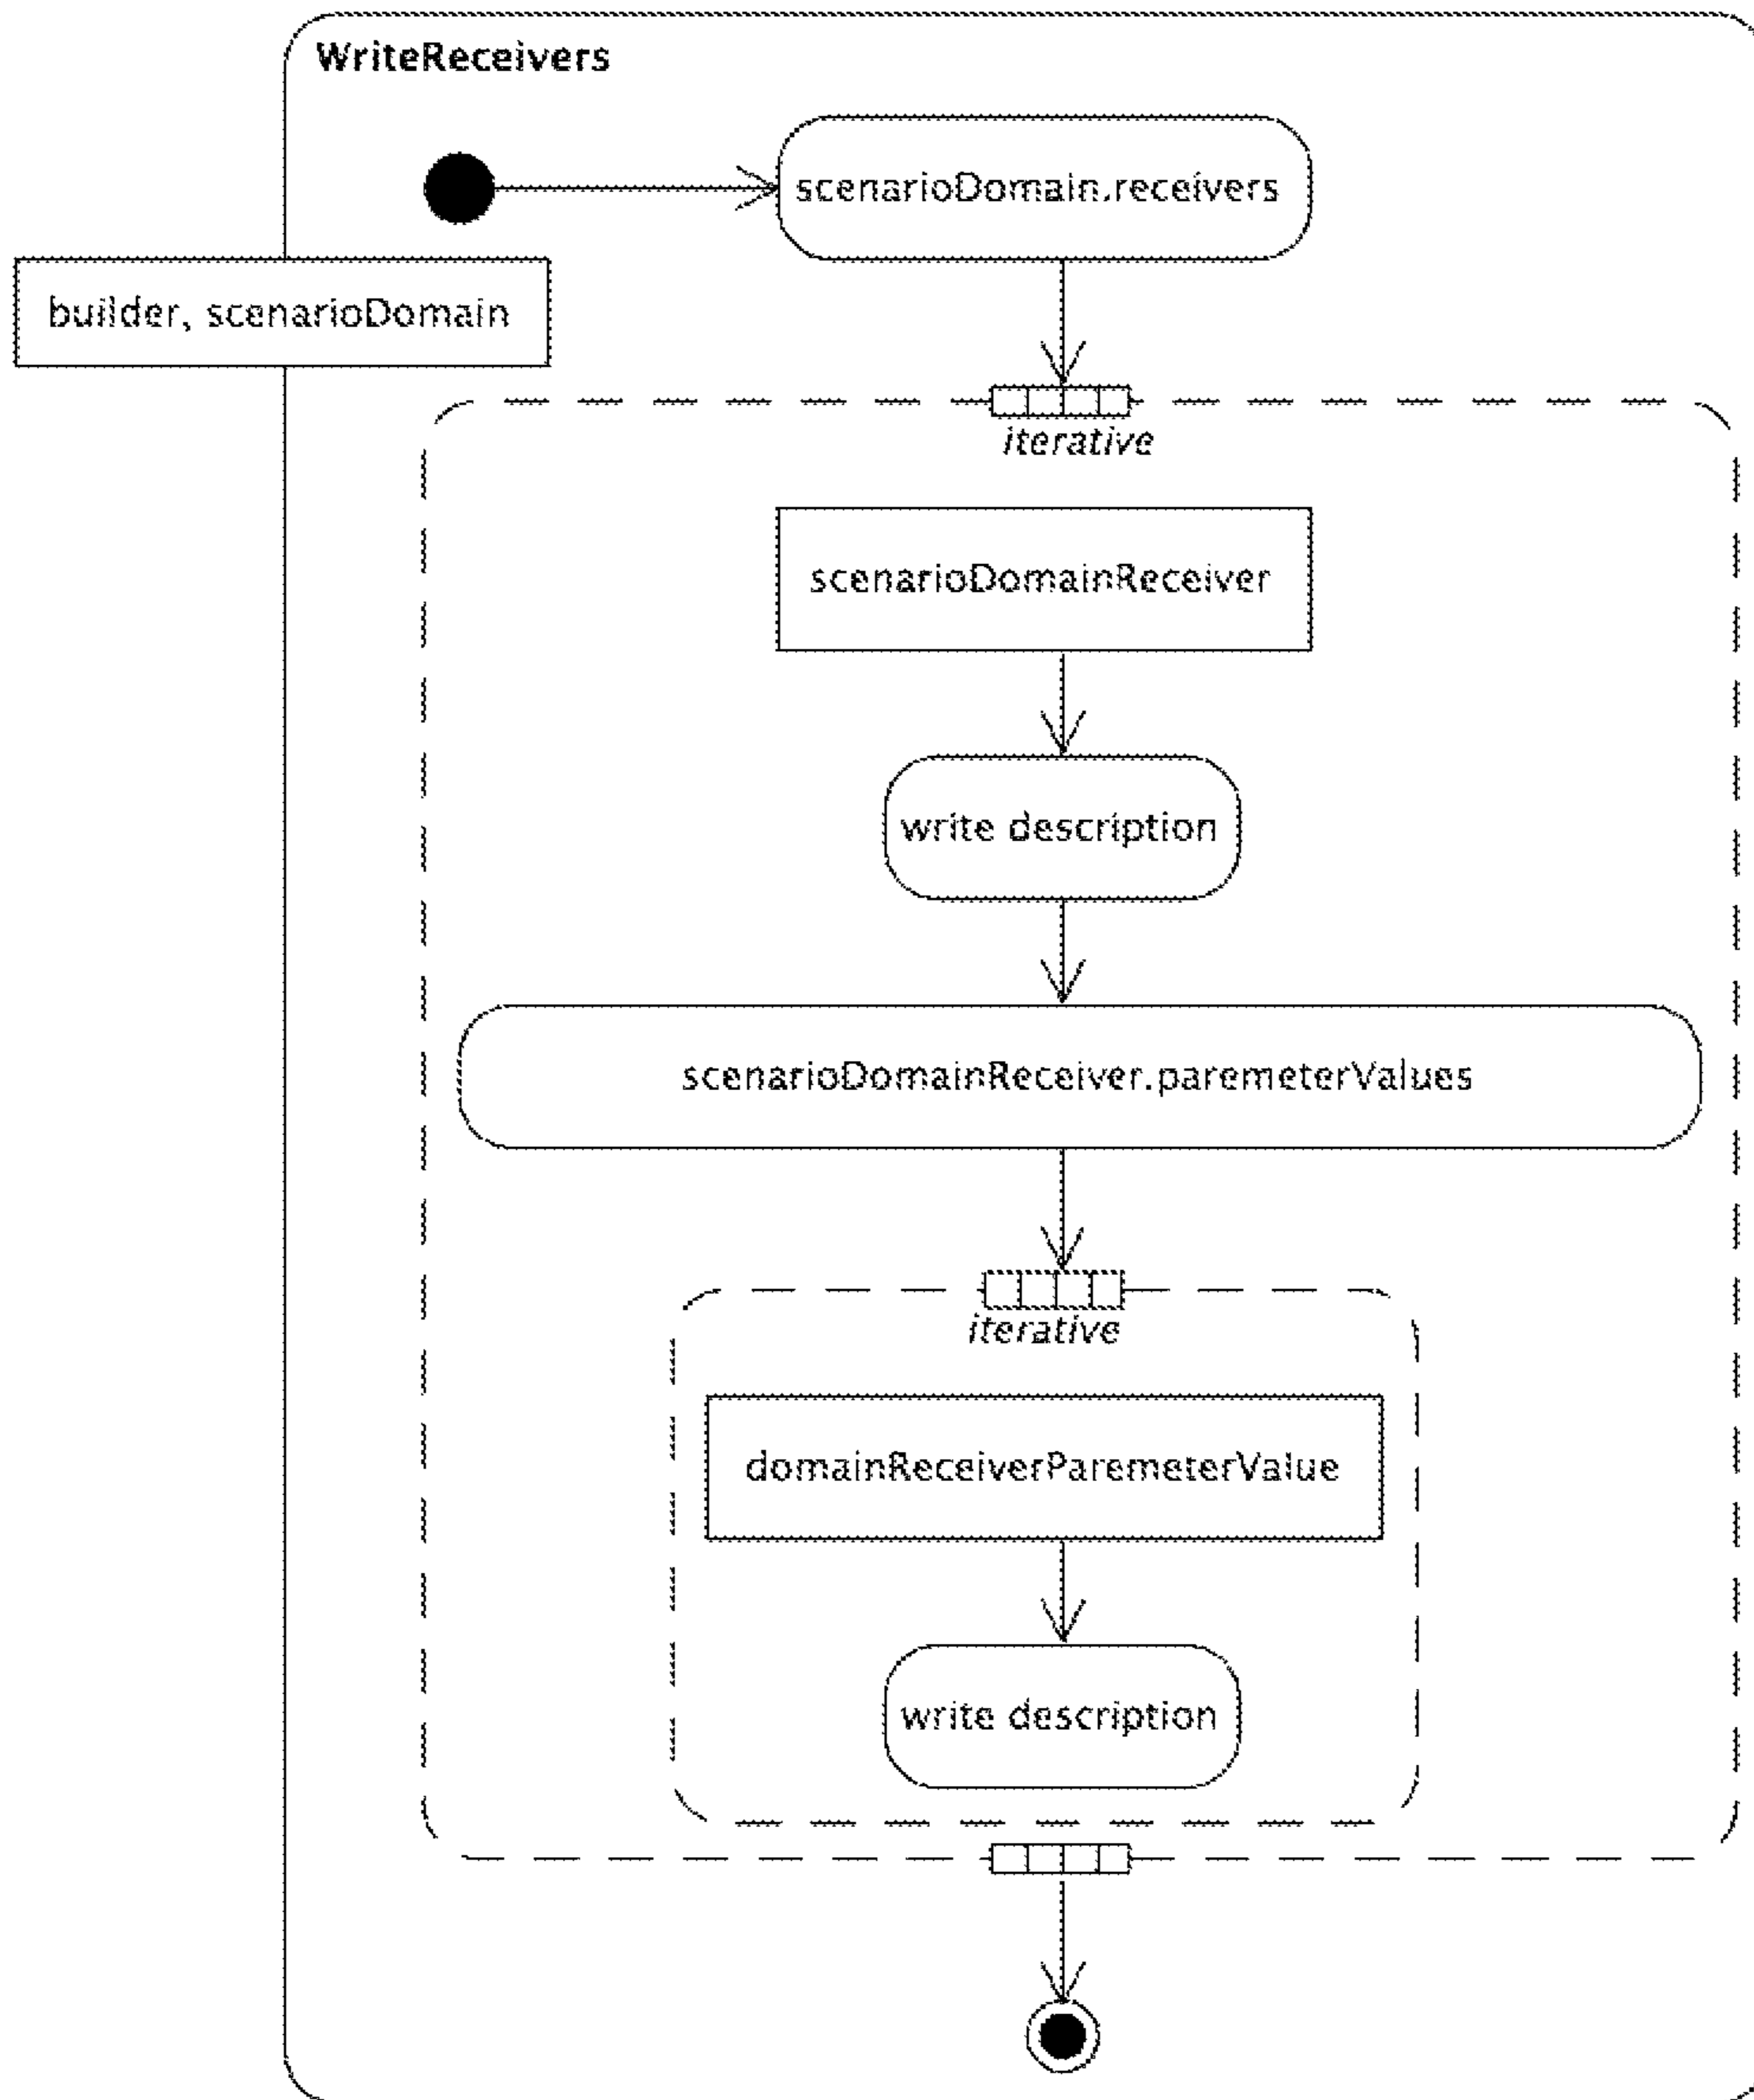 WriteReceivers
scenarioDomain.receivers
builder, scenarioDomain
iterative
scenarioDomainReceiver
write description
scenarioDomainReceiver.paremeterValues
iterative
domainReceiverParemeterValue
write description